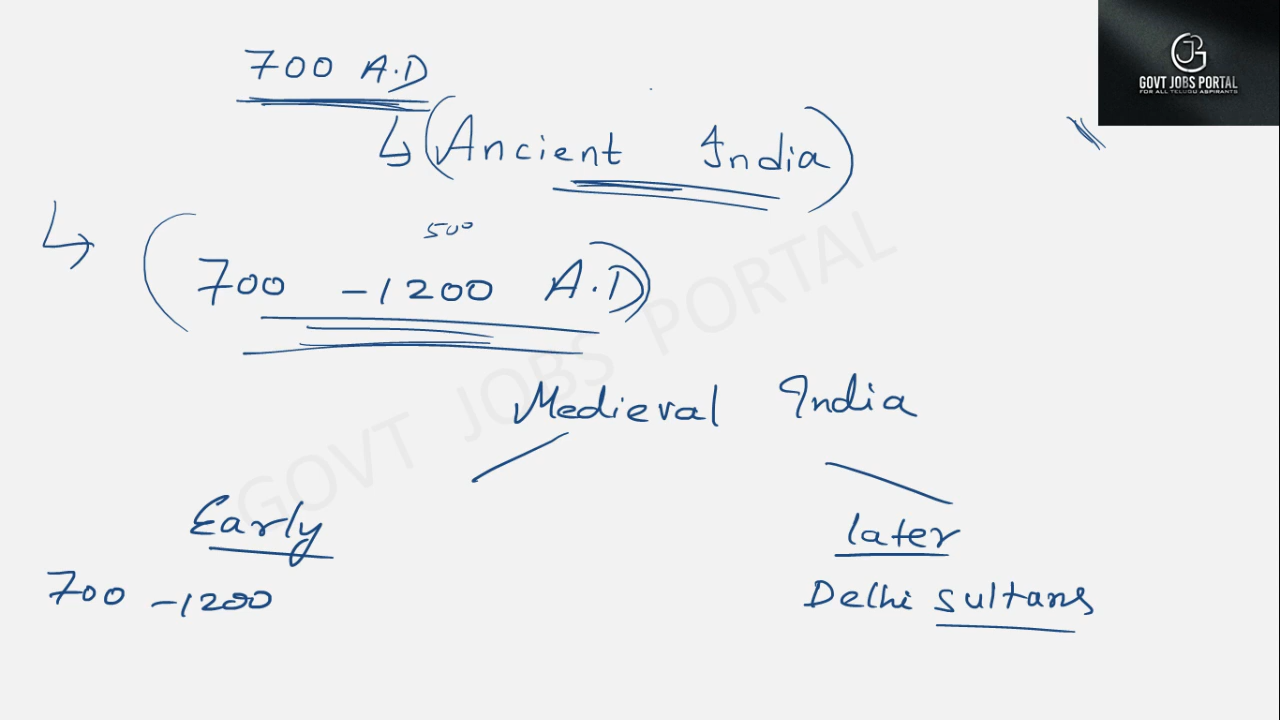 700 A.D
↳ (Ancient India)
500
↳ (700 - 1200 A.D)
Medieval India
Early later
700 - 1200 Delhi sultans
GOVT JOBS PORTAL
GOVT JOBS PORTAL
FOR ALL TELUGU ASPIRANTS